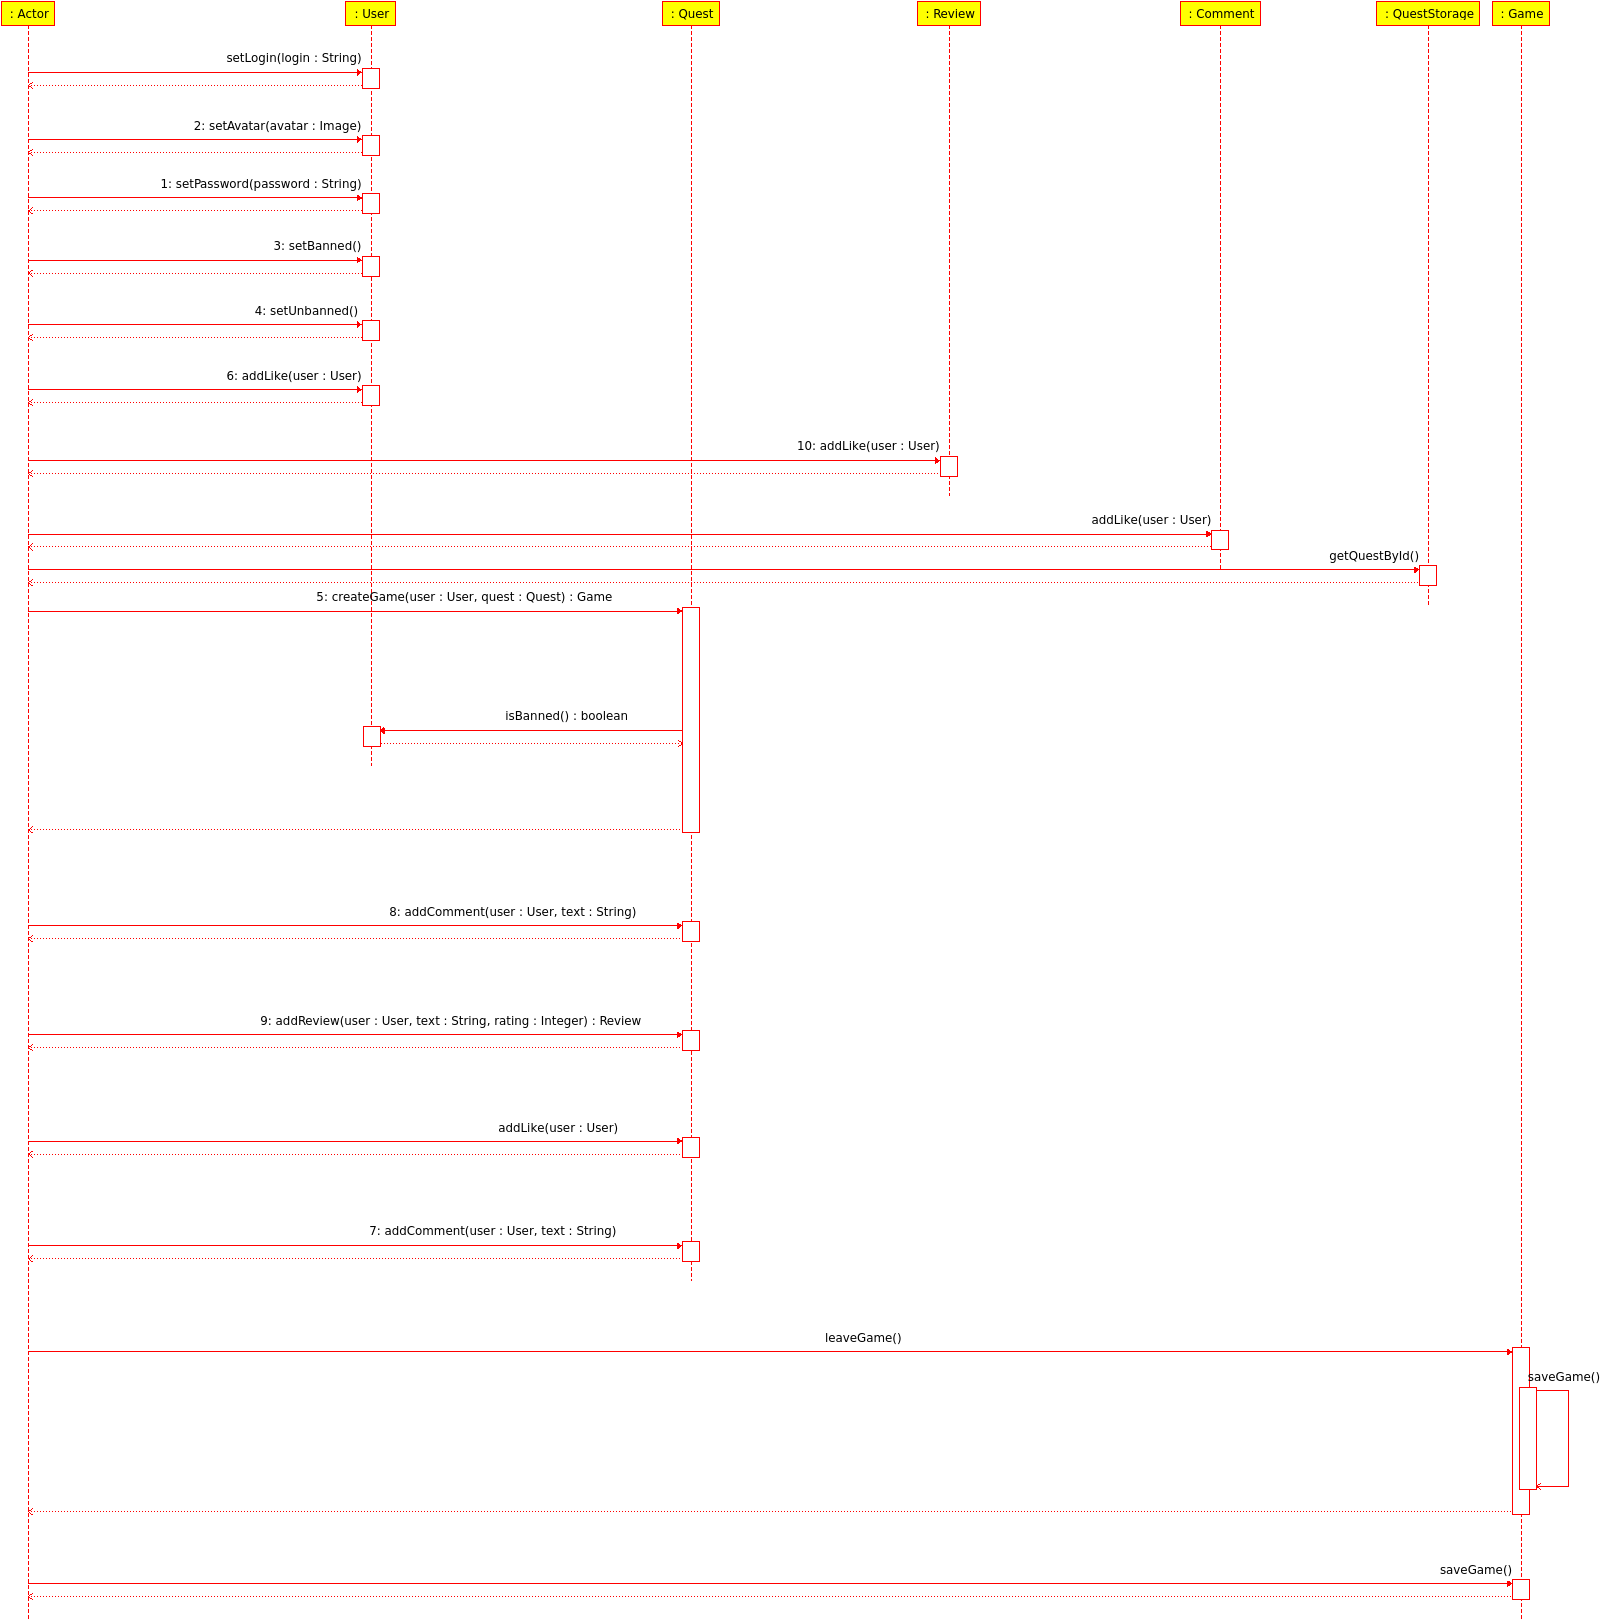 : Actor
: User
: Quest
: Review
: Comment
: QuestStorage
: Game
setLogin(login : String)
2: setAvatar(avatar : Image)
1: setPassword(password : String)
3: setBanned()
4: setUnbanned()
6: addLike(user : User)
10: addLike(user : User)
addLike(user : User)
getQuestById()
5: createGame(user : User, quest : Quest) : Game
isBanned() : boolean
8: addComment(user : User, text : String)
9: addReview(user : User, text : String, rating : Integer) : Review
addLike(user : User)
7: addComment(user : User, text : String)
leaveGame()
saveGame()
saveGame()